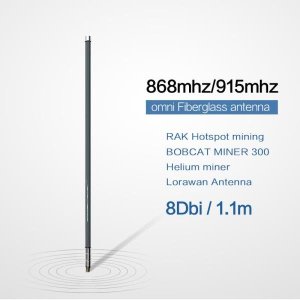 868mhz/915mhz
omni Fiberglass antenna
RAK Hotspot mining
BOBCAT MINER 300
Helium miner
Lorawan Antenna
8Dbi / 1.1m